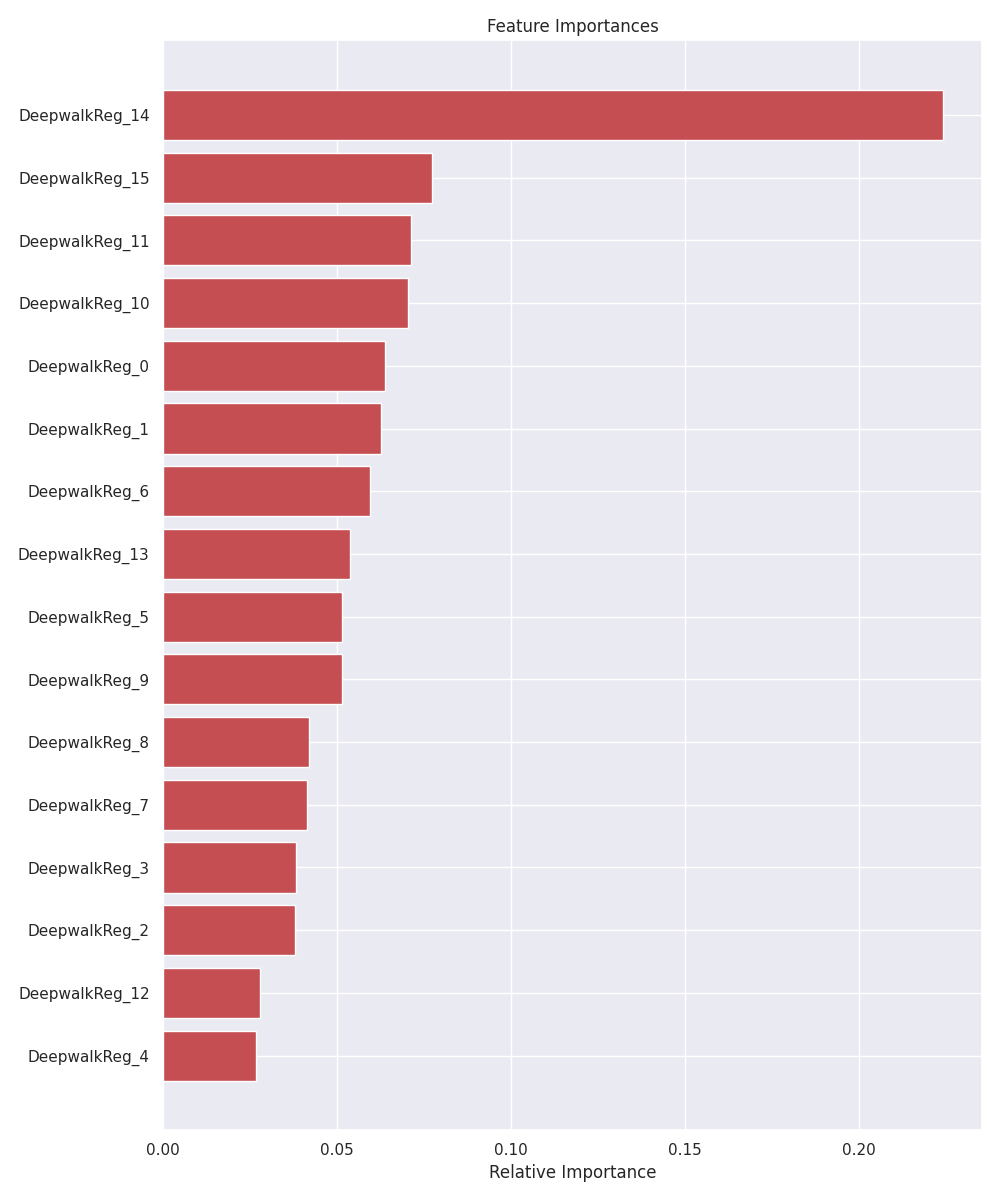 Feature Importances
DeepwalkReg_14
DeepwalkReg_15
DeepwalkReg_11
DeepwalkReg_10
DeepwalkReg_0
DeepwalkReg_1
DeepwalkReg_6
DeepwalkReg_13
DeepwalkReg_5
DeepwalkReg_9
DeepwalkReg_8
DeepwalkReg_7
DeepwalkReg_3
DeepwalkReg_2
DeepwalkReg_12
DeepwalkReg_4
0.00 0.05 0.10 0.15 0.20
Relative Importance